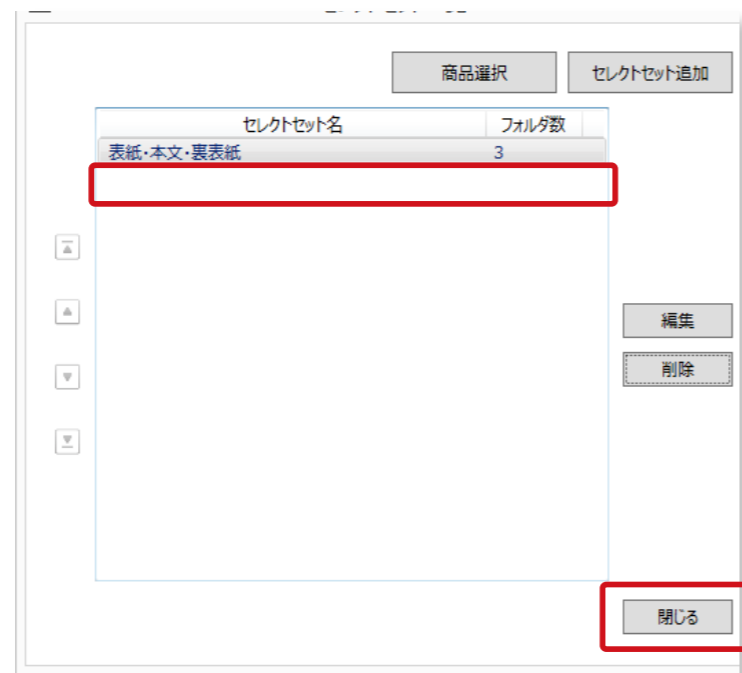 商品選択 セレクトセット追加
セレクトセット名 フォルダ数
表紙・本文・裏表紙 3
編集
削除
閉じる